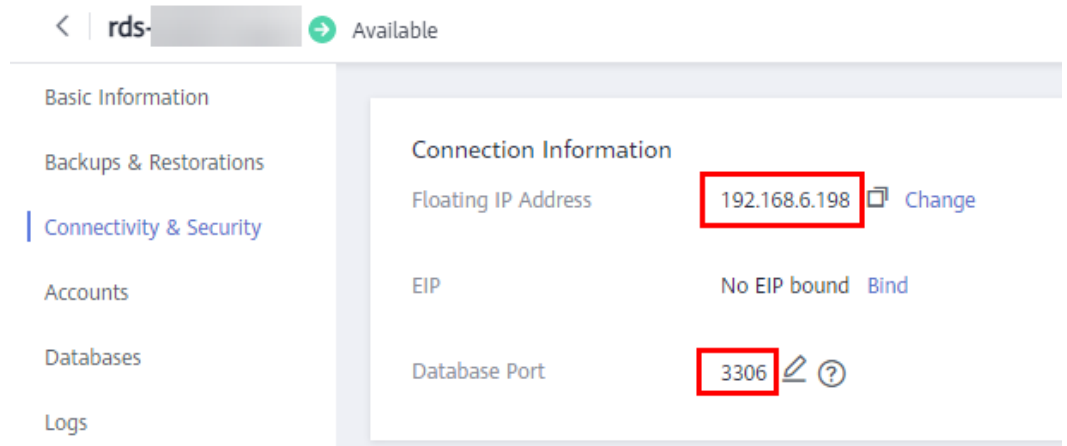 rds-
Available
Basic Information
Backups & Restorations
Connectivity & Security
Accounts
Databases
Logs
Connection Information
Floating IP Address 192.168.6.198 Change
EIP No EIP bound Bind
Database Port 3306